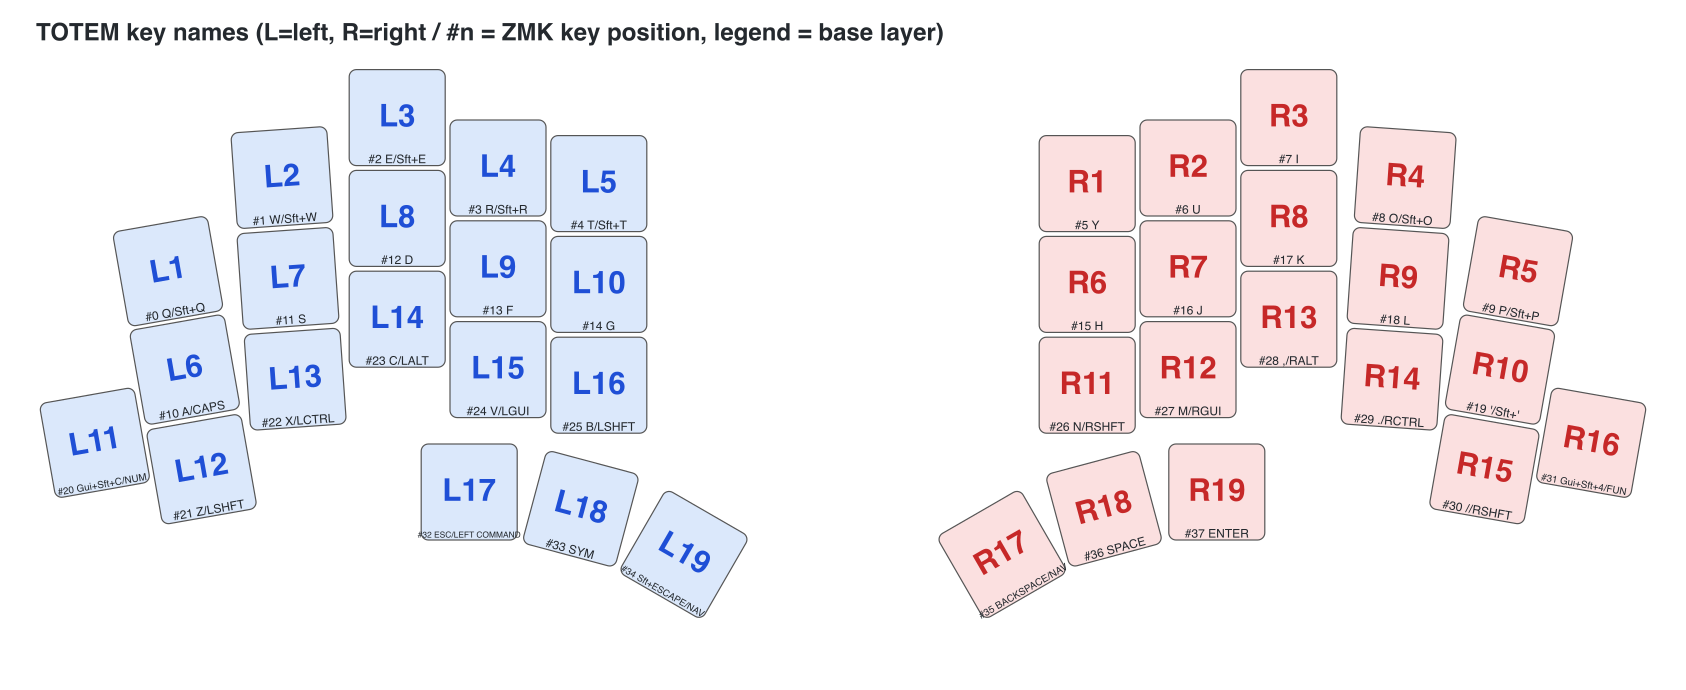 TOTEM key names (L=left, R=right / #n = ZMK key position, legend = base layer)
L1
#0 Q/Sft+Q
L2
#1 W/Sft+W
L3
#2 E/Sft+E
L4
#3 R/Sft+R
L5
#4 T/Sft+T
R1
#5 Y
R2
#6 U
R3
#7 I
R4
#8 O/Sft+O
R5
#9 P/Sft+P
L6
#10 A/CAPS
L7
#11 S
L8
#12 D
L9
#13 F
L10
#14 G
R6
#15 H
R7
#16 J
R8
#17 K
R9
#18 L
R10
#19 '/Sft+'
L11
#20 Gui+Sft+C/NUM
L12
#21 Z/LSHFT
L13
#22 X/LCTRL
L14
#23 C/LALT
L15
#24 V/LGUI
L16
#25 B/LSHFT
R11
#26 N/RSHFT
R12
#27 M/RGUI
R13
#28 ,/RALT
R14
#29 ./RCTRL
R15
#30 //RSHFT
R16
#31 Gui+Sft+4/FUN
L17
#32 ESC/LEFT COMMAND
L18
#33 SYM
L19
#34 Sft+ESCAPE/NAV
R17
#35 BACKSPACE/NAV
R18
#36 SPACE
R19
#37 ENTER